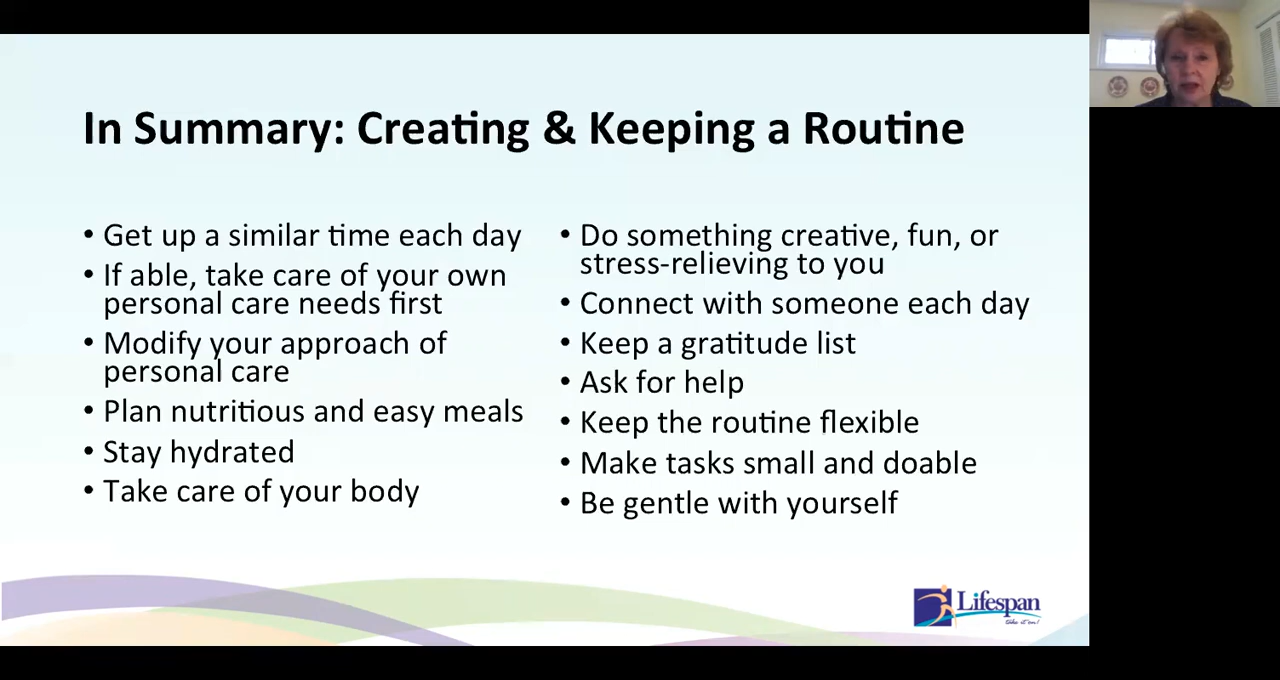 In Summary: Creating & Keeping a Routine
• Get up a similar time each day
• If able, take care of your own
personal care needs first
• Modify your approach of
personal care
• Plan nutritious and easy meals
• Stay hydrated
• Take care of your body
• Do something creative, fun, or
stress-relieving to you
• Connect with someone each day
• Keep a gratitude list
• Ask for help
• Keep the routine flexible
• Make tasks small and doable
• Be gentle with yourself
Lifespan
take it on!